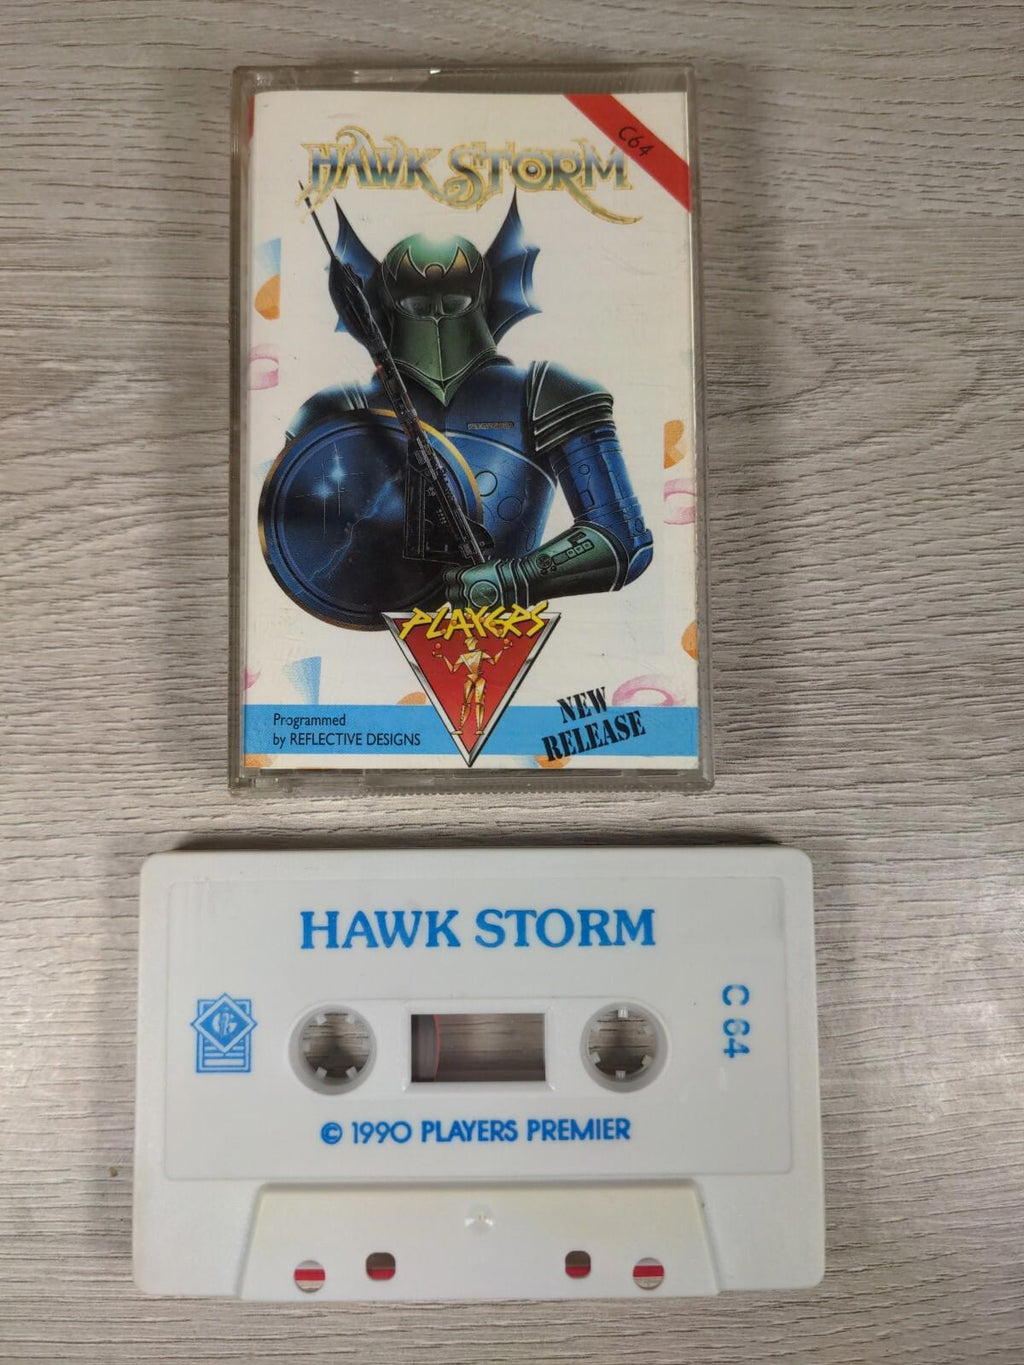 C64
HAWK STORM
PLAYERS
Programmed
by REFLECTIVE DESIGNS
NEW
RELEASE
HAWK STORM
C 64
© 1990 PLAYERS PREMIER